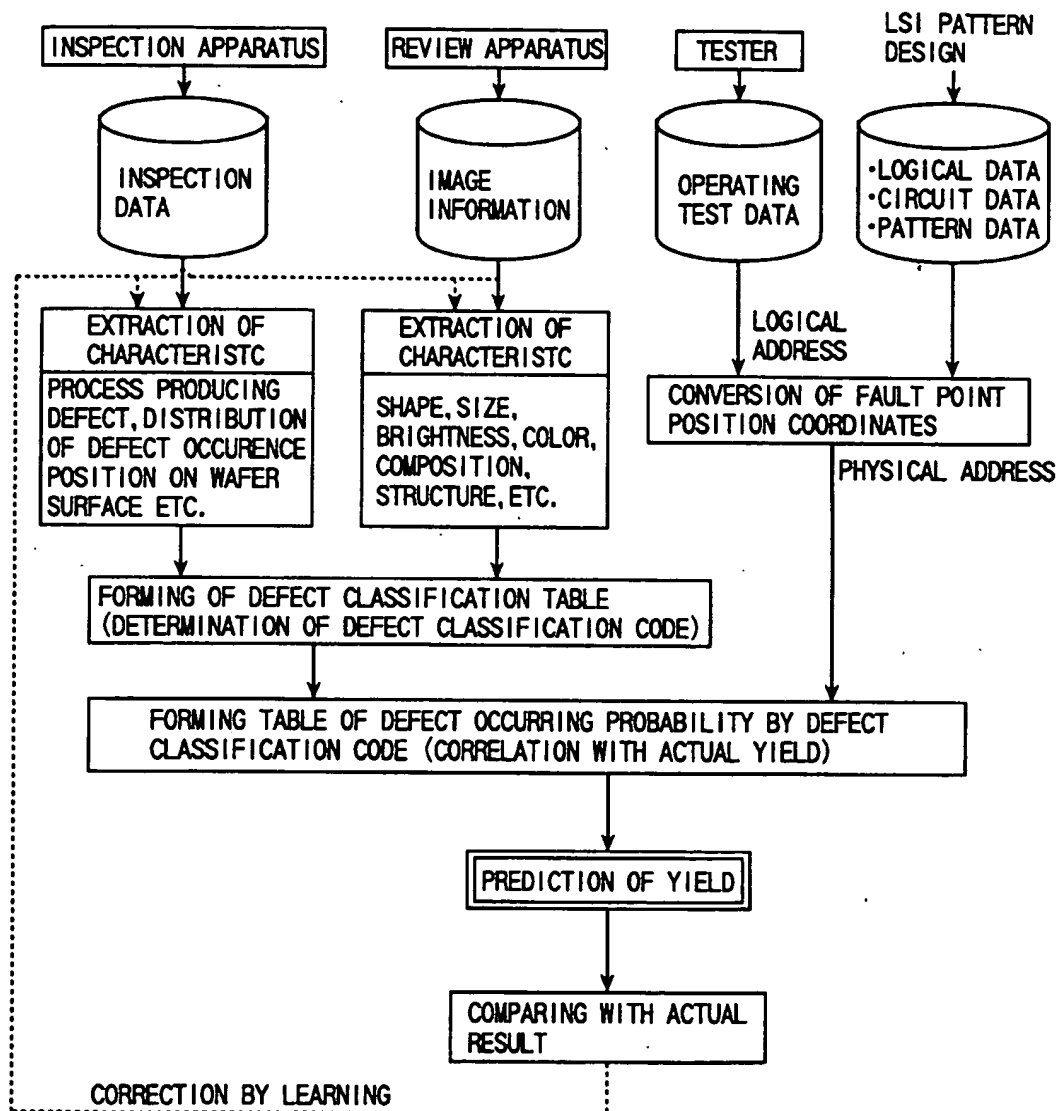 INSPECTION APPARATUS
REVIEW APPARATUS
TESTER
LSI PATTERN
DESIGN
INSPECTION
DATA
IMAGE
INFORMATION
OPERATING
TEST DATA
・LOGICAL DATA
・CIRCUIT DATA
・PATTERN DATA
EXTRACTION OF
CHARACTERISTC
PROCESS PRODUCING
DEFECT, DISTRIBUTION
OF DEFECT OCCURENCE
POSITION ON WAFER
SURFACE ETC.
EXTRACTION OF
CHARACTERISTC
SHAPE, SIZE,
BRIGHTNESS, COLOR,
COMPOSITION,
STRUCTURE, ETC.
LOGICAL
ADDRESS
CONVERSION OF FAULT POINT
POSITION COORDINATES
PHYSICAL ADDRESS
FORMING OF DEFECT CLASSIFICATION TABLE
(DETERMINATION OF DEFECT CLASSIFICATION CODE)
FORMING TABLE OF DEFECT OCCURRING PROBABILITY BY DEFECT
CLASSIFICATION CODE (CORRELATION WITH ACTUAL YIELD)
PREDICTION OF YIELD
COMPARING WITH ACTUAL
RESULT
CORRECTION BY LEARNING